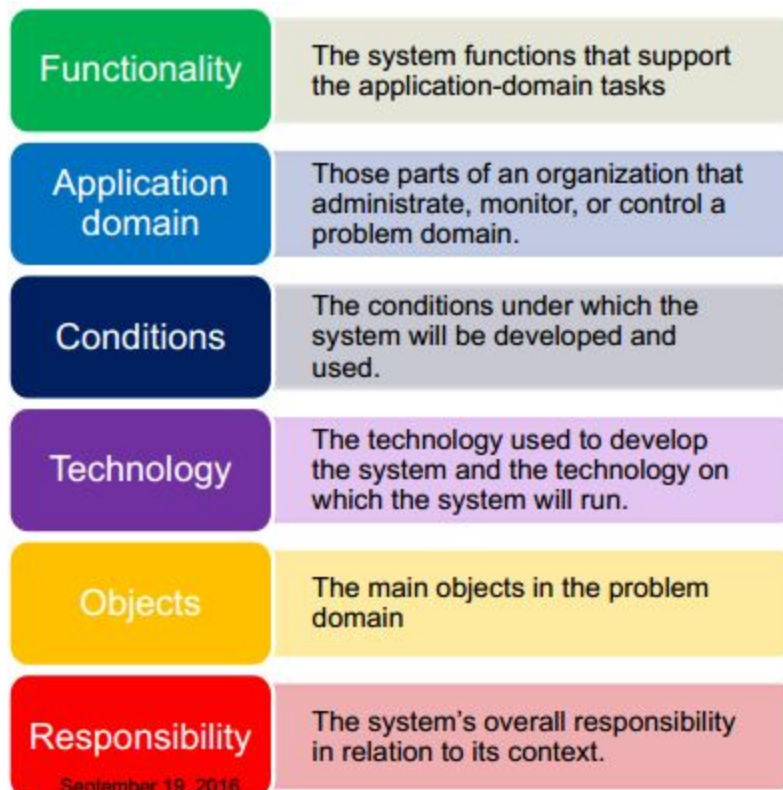 Functionality
The system functions that support
the application-domain tasks
Application
domain
Those parts of an organization that
administrate, monitor, or control a
problem domain.
Conditions
The conditions under which the
system will be developed and
used.
Technology
The technology used to develop
the system and the technology on
which the system will run.
Objects
The main objects in the problem
domain
Responsibility
The system's overall responsibility
in relation to its context.
September 19, 2016